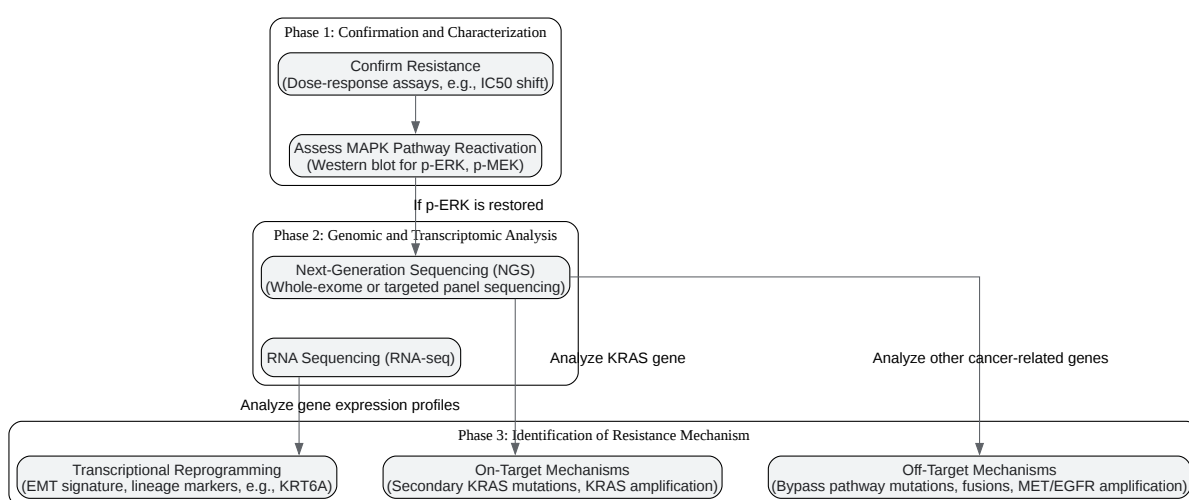 Phase 1: Confirmation and Characterization
Confirm Resistance
(Dose-response assays, e.g., IC50 shift)
Assess MAPK Pathway Reactivation
(Western blot for p-ERK, p-MEK)
If p-ERK is restored
Phase 2: Genomic and Transcriptomic Analysis
Next-Generation Sequencing (NGS)
(Whole-exome or targeted panel sequencing)
RNA Sequencing (RNA-seq)
Analyze KRAS gene
Analyze other cancer-related genes
Analyze gene expression profiles
Phase 3: Identification of Resistance Mechanism
Transcriptional Reprogramming
(EMT signature, lineage markers, e.g., KRT6A)
On-Target Mechanisms
(Secondary KRAS mutations, KRAS amplification)
Off-Target Mechanisms
(Bypass pathway mutations, fusions, MET/EGFR amplification)